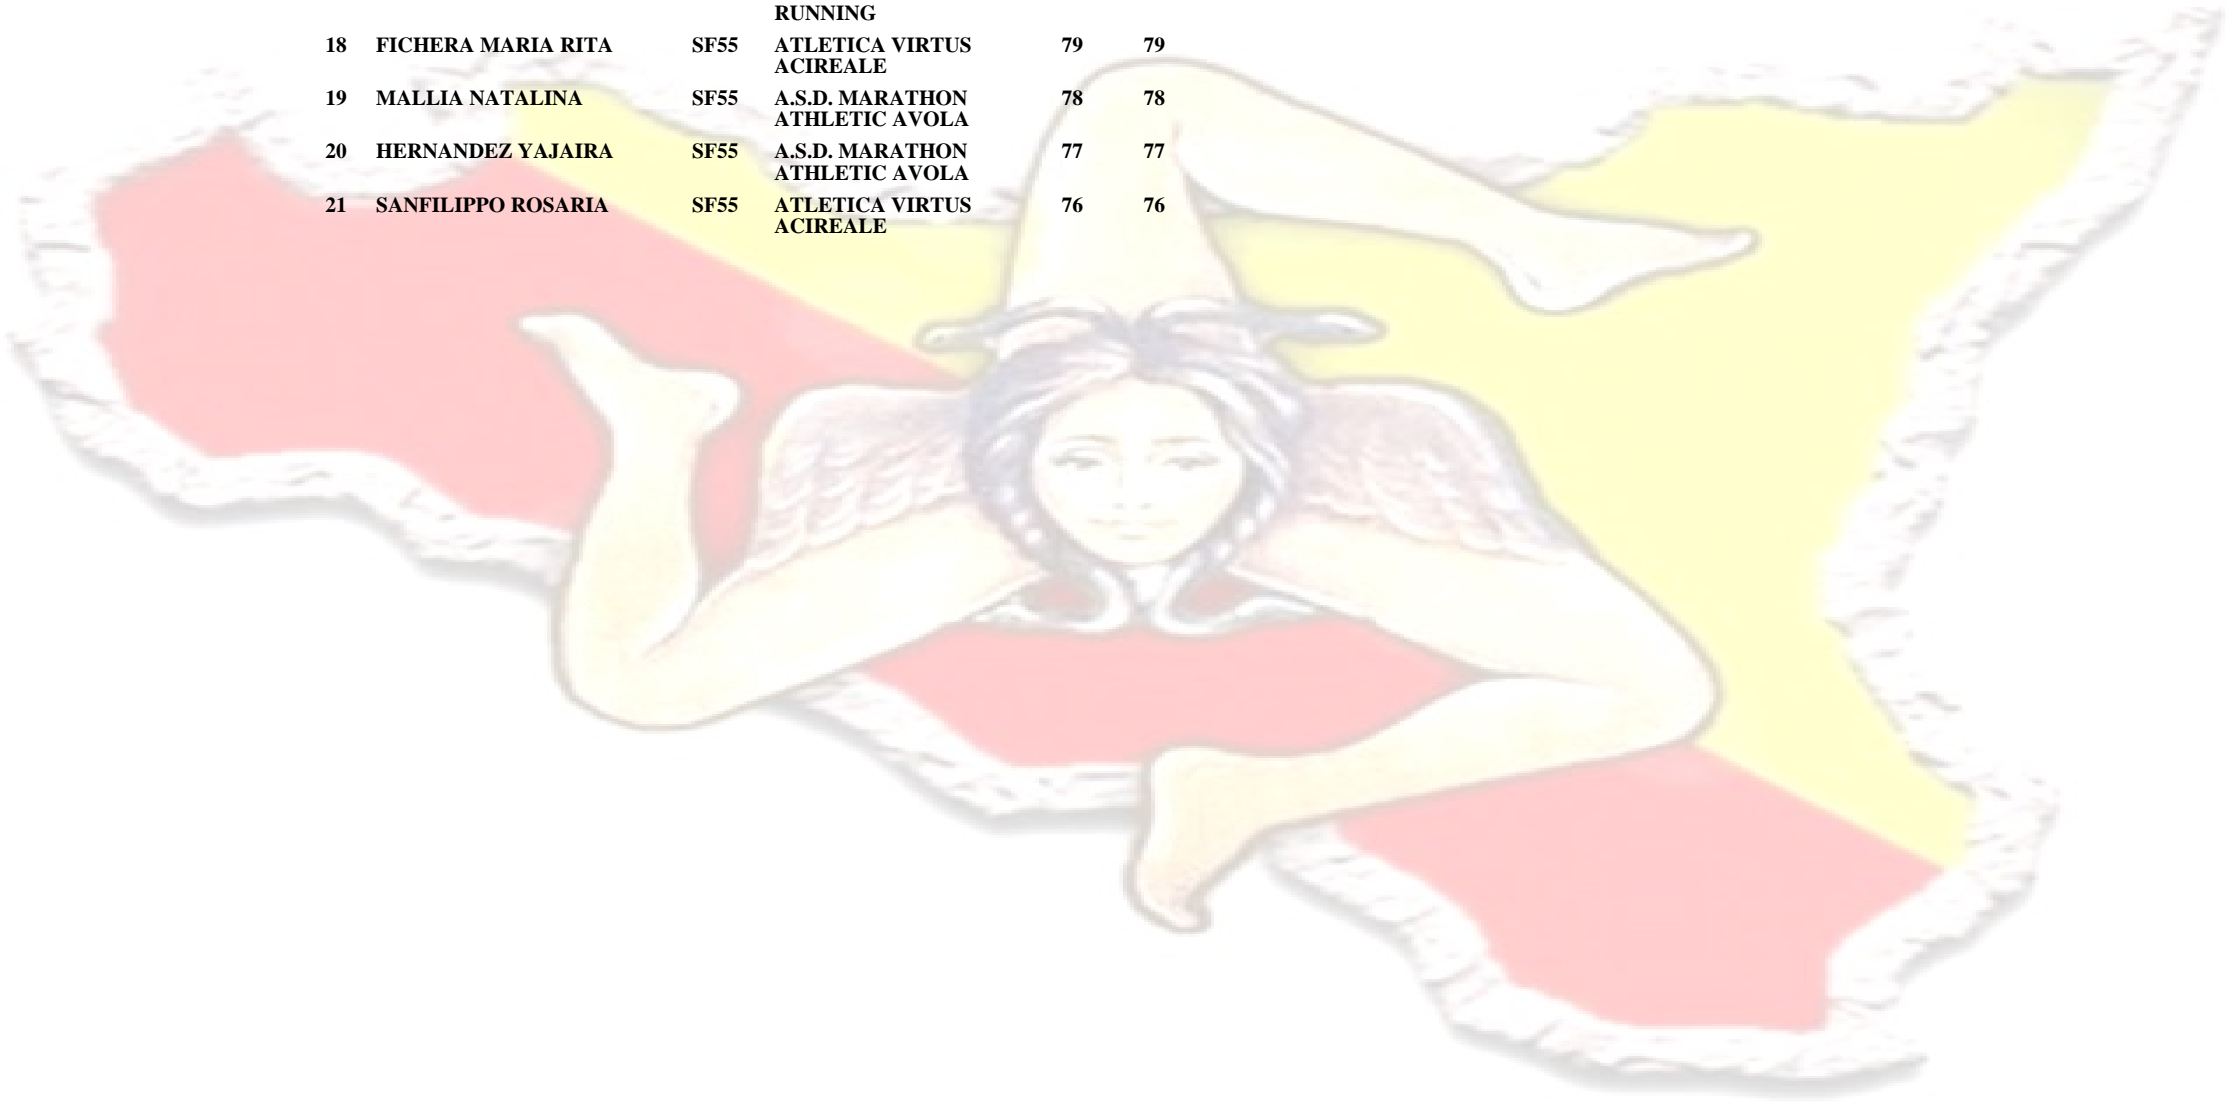 RUNNING
18 FICHERA MARIA RITA SF55 ATLETICA VIRTUS 79 79
ACIREALE
19 MALLIA NATALINA SF55 A.S.D. MARATHON 78 78
ATHLETIC AVOLA
20 HERNANDEZ YAJAIRA SF55 A.S.D. MARATHON 77 77
ATHLETIC AVOLA
21 SANFILIPPO ROSARIA SF55 ATLETICA VIRTUS 76 76
ACIREALE